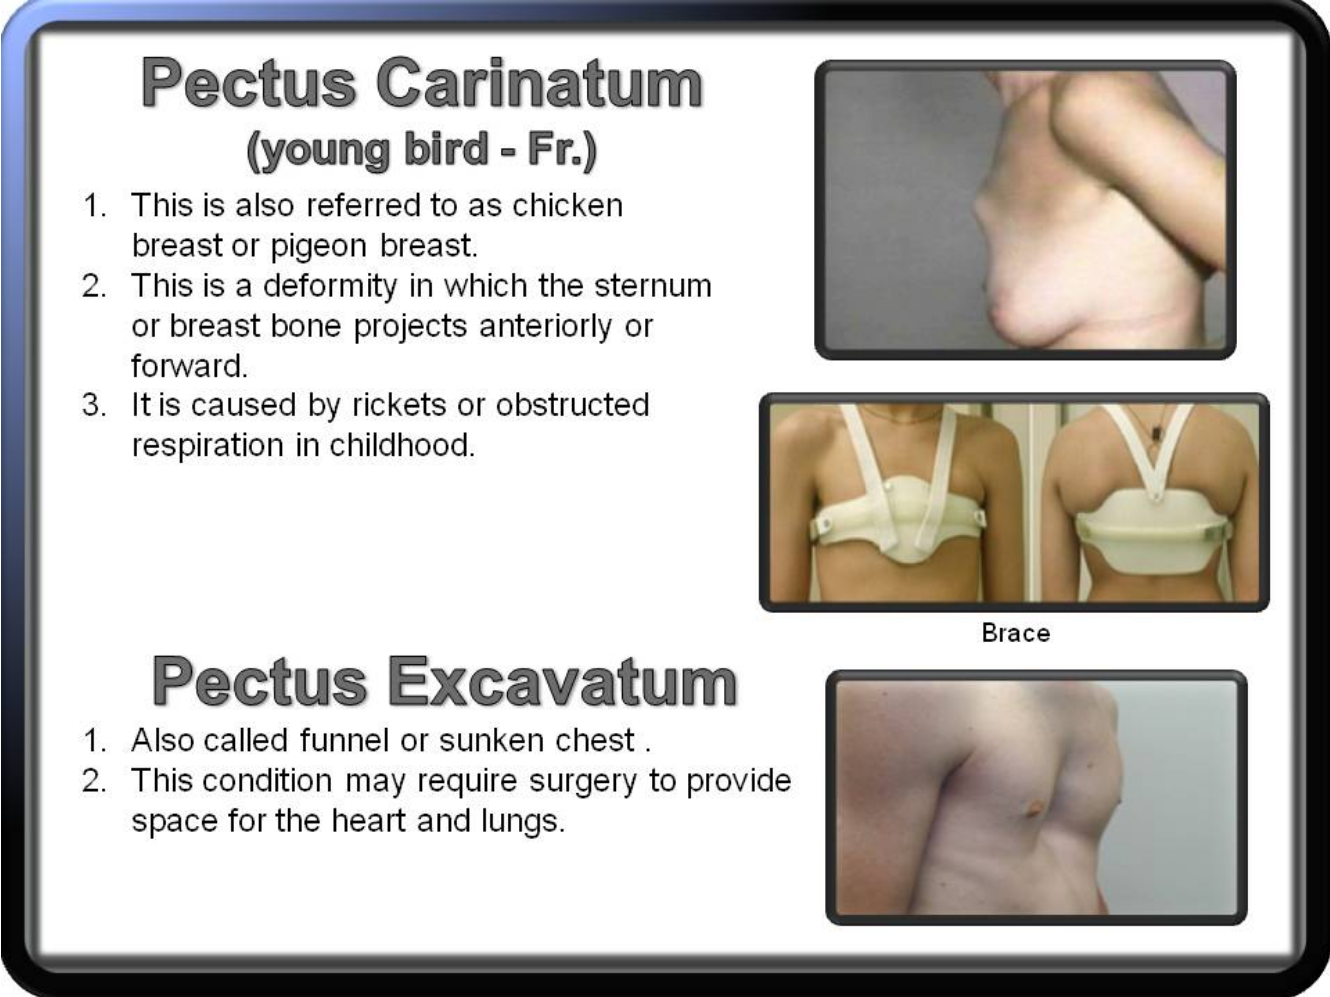 Pectus Carinatum
(young bird - Fr.)
1. This is also referred to as chicken
breast or pigeon breast.
2. This is a deformity in which the sternum
or breast bone projects anteriorly or
forward.
3. It is caused by rickets or obstructed
respiration in childhood.
Brace
Pectus Excavatum
1. Also called funnel or sunken chest .
2. This condition may require surgery to provide
space for the heart and lungs.